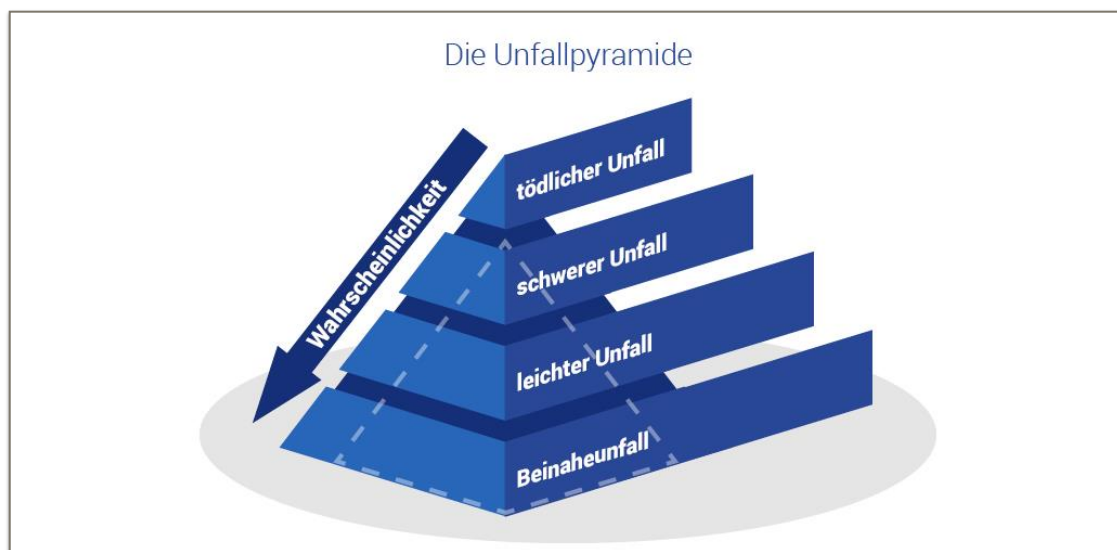 Die Unfallpyramide
Wahrscheinlichkeit
tödlicher Unfall
schwerer Unfall
leichter Unfall
Beinaheunfall